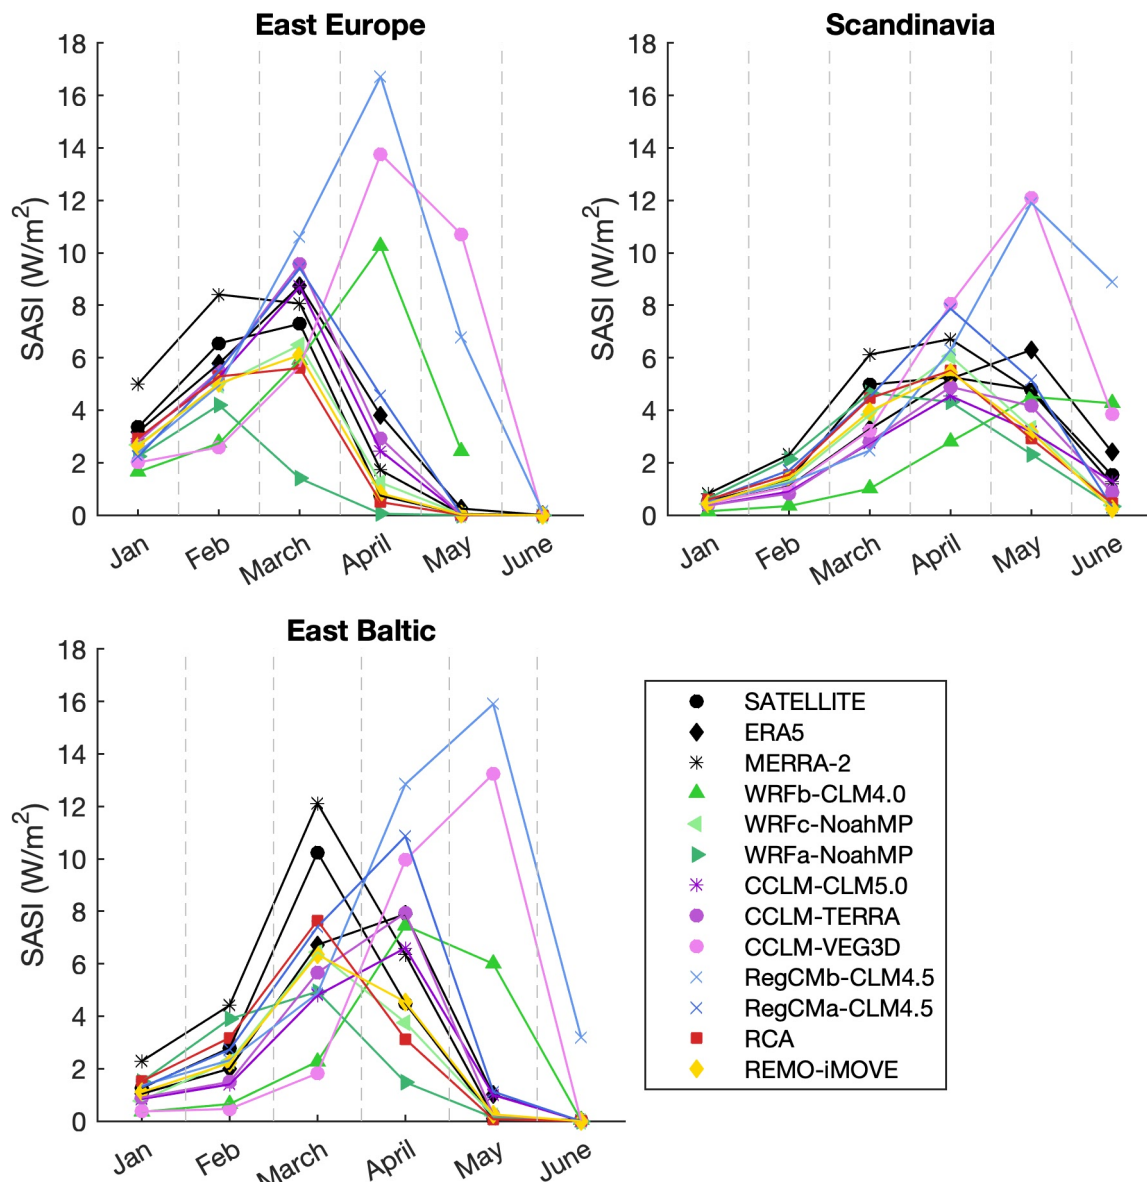 East Europe
18
16
14
12
10
8
6
4
2
0
SASI (W/m²)
Jan Feb March April May June
Scandinavia
18
16
14
12
10
8
6
4
2
0
SASI (W/m²)
Jan Feb March April May June
East Baltic
18
16
14
12
10
8
6
4
2
0
SASI (W/m²)
Jan Feb March April May June
SATELLITE
ERA5
MERRA-2
WRFb-CLM4.0
WRFc-NoahMP
WRFa-NoahMP
CCLM-CLM5.0
CCLM-TERRA
CCLM-VEG3D
RegCMb-CLM4.5
RegCMa-CLM4.5
RCA
REMO-iMOVE